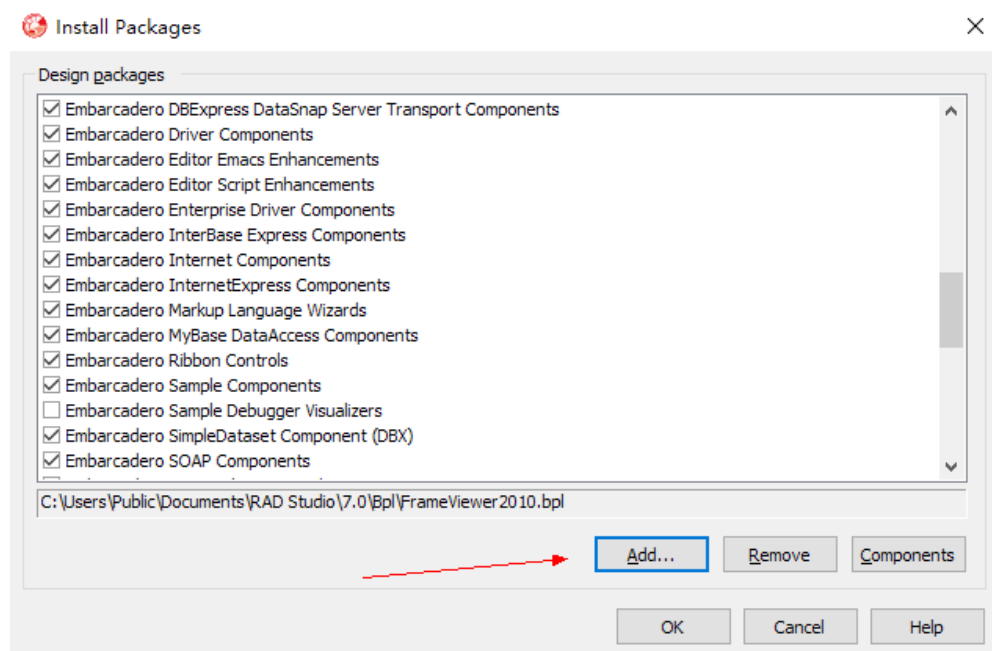 Install Packages
Design packages
Embarcadero DBExpress DataSnap Server Transport Components
Embarcadero Driver Components
Embarcadero Editor Emacs Enhancements
Embarcadero Editor Script Enhancements
Embarcadero Enterprise Driver Components
Embarcadero InterBase Express Components
Embarcadero Internet Components
Embarcadero InternetExpress Components
Embarcadero Markup Language Wizards
Embarcadero MyBase DataAccess Components
Embarcadero Ribbon Controls
Embarcadero Sample Components
Embarcadero Sample Debugger Visualizers
Embarcadero SimpleDataset Component (DBX)
Embarcadero SOAP Components
C:\Users\Public\Documents\RAD Studio\7.0\Bpl\FrameViewer2010.bpl
Add... Remove Components
OK Cancel Help